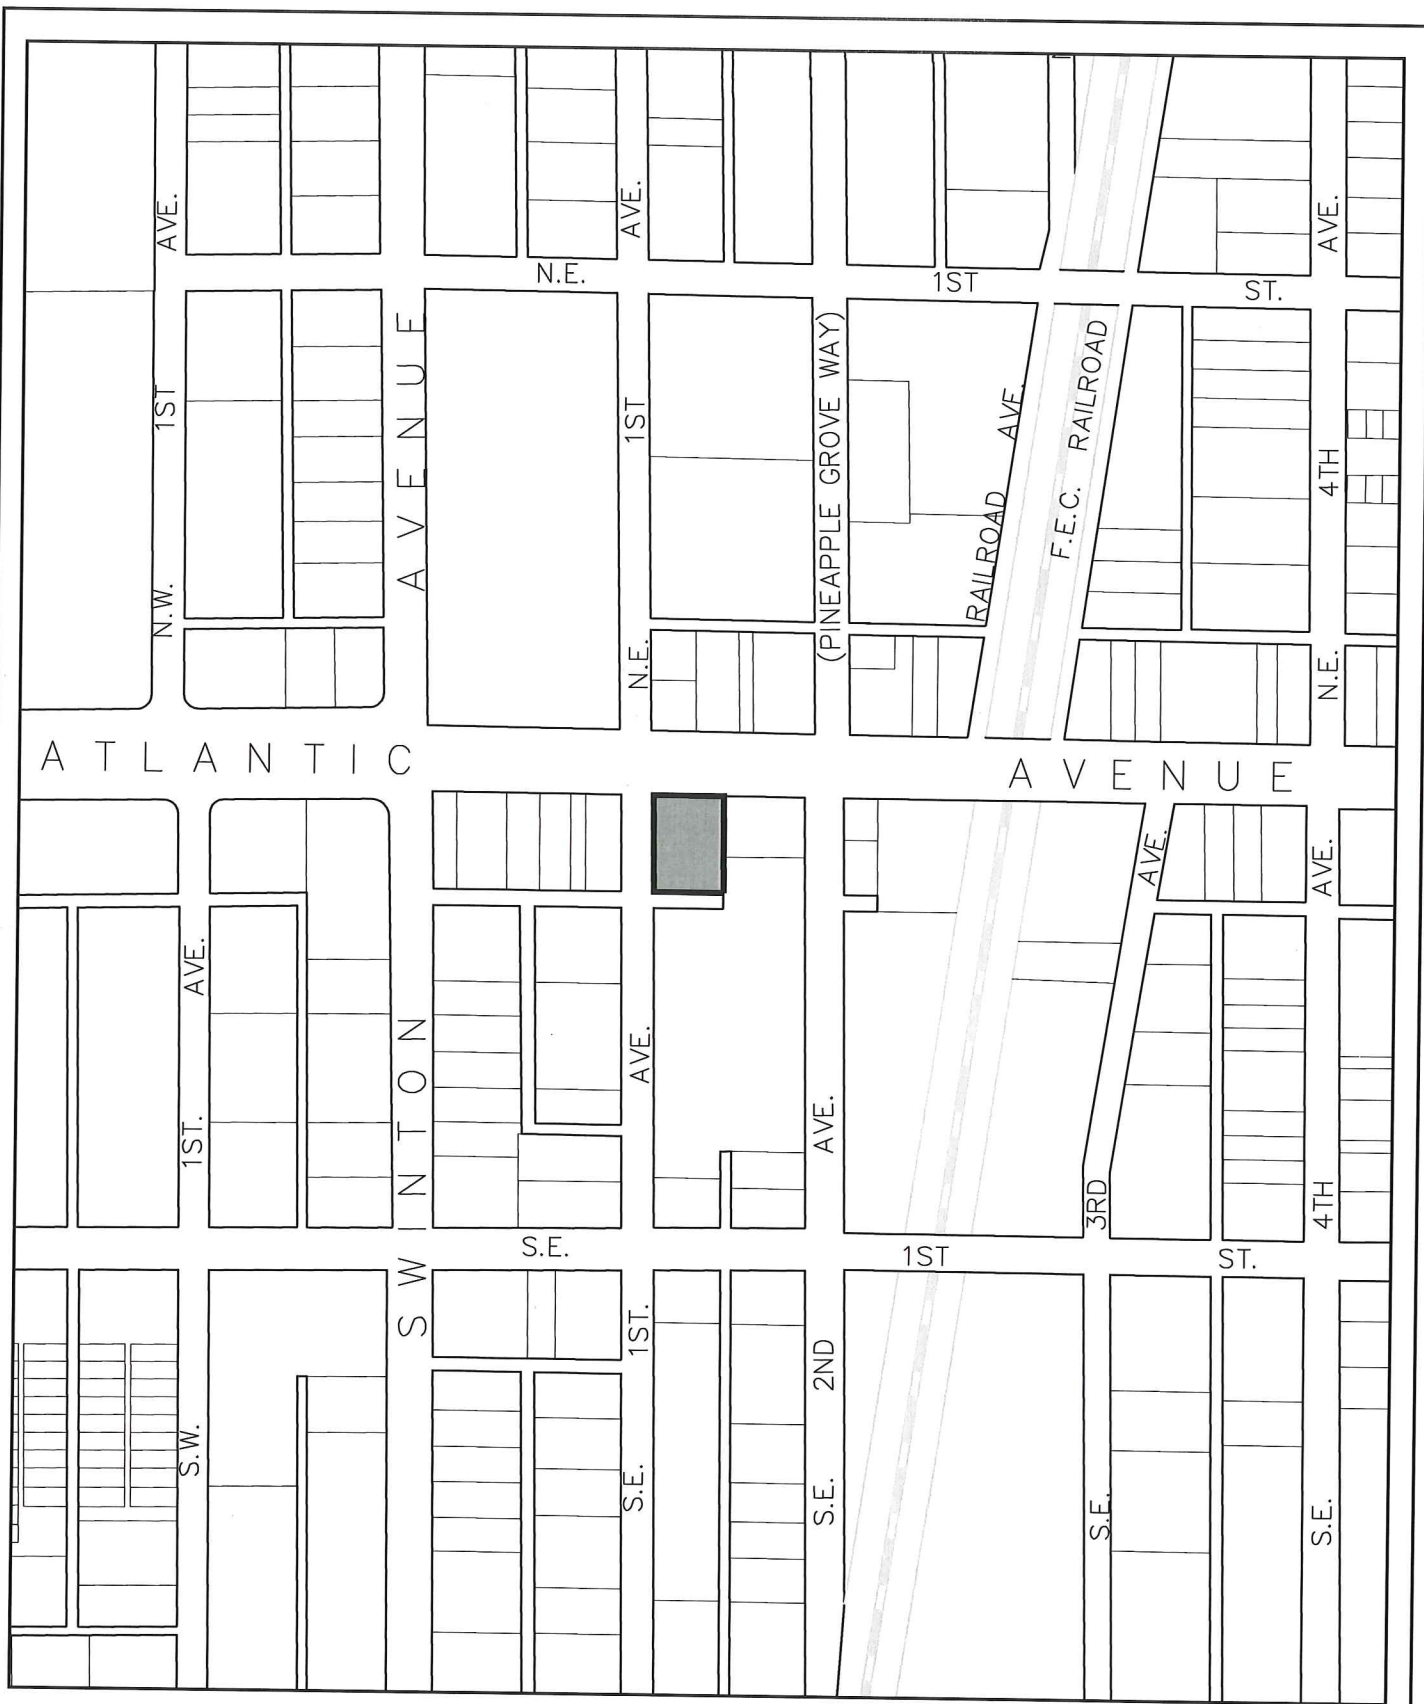 N.W. 1ST AVE.
SWINTON AVENUE
N.E. 1ST AVE.
N.E. 1ST ST.
(PINEAPPLE GROVE WAY)
RAILROAD AVE.
F.E.C. RAILROAD
N.E. 4TH AVE.
ATLANTIC AVENUE
S.W. 1ST. AVE.
S.E. 1ST. AVE.
S.E. 2ND AVE.
S.E. 3RD AVE.
S.E. 4TH AVE.
S.E. 1ST ST.